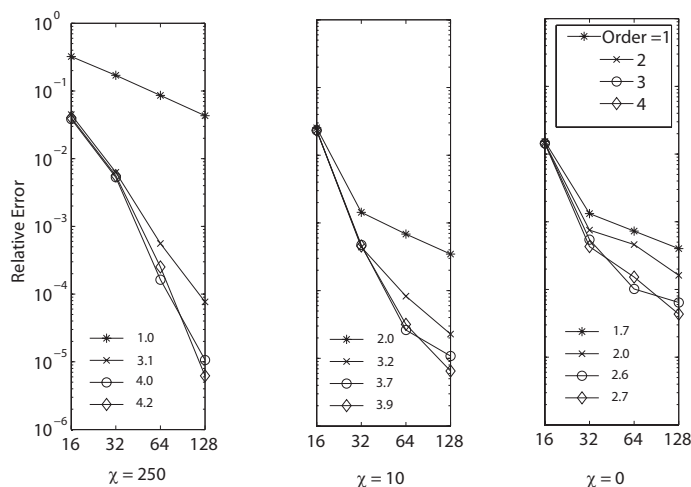 Relative Error
10^0
10^-1
10^-2
10^-3
10^-4
10^-5
10^-6
1.0
3.1
4.0
4.2
16 32 64 128
χ = 250
2.0
3.2
3.7
3.9
16 32 64 128
χ = 10
Order =1
2
3
4
1.7
2.0
2.6
2.7
16 32 64 128
χ = 0